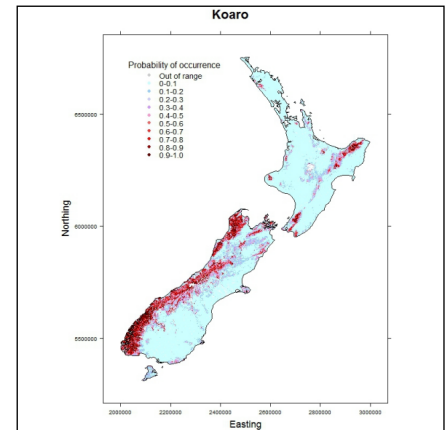 Koaro
Probability of occurrence
Out of range
0-0.1
0.1-0.2
0.2-0.3
0.3-0.4
0.4-0.5
0.5-0.6
0.6-0.7
0.7-0.8
0.8-0.9
0.9-1.0
6500000
6000000
5500000
Northing
2000000 2200000 2400000 2600000 2800000 3000000
Easting